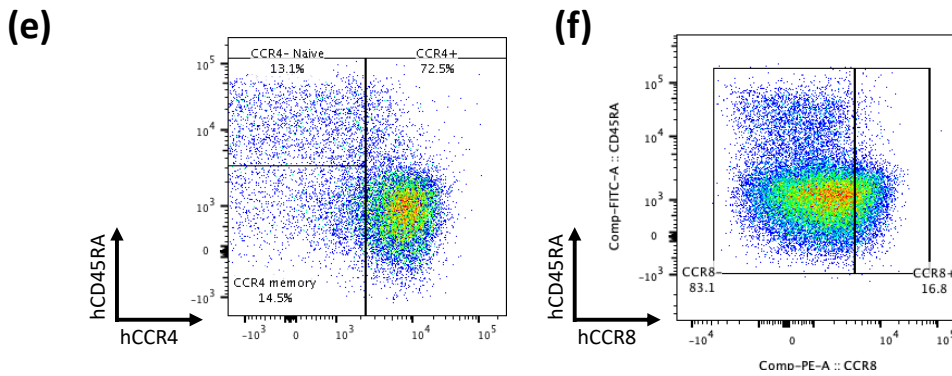 (e)
CCR4- Naive
13.1%
CCR4+
72.5%
10^5
10^4
10^3
0
-10^3
CCR4 memory
14.5%
-10^3
0
10^3
10^4
10^5
hCD45RA
hCCR4
(f)
10^5
10^4
10^3
0
-10^3
Comp-FITC-A :: CD45RA
CCR8-
83.1
CCR8+
16.8
-10^4
0
10^4
Comp-PE-A :: CCR8
hCD45RA
hCCR8